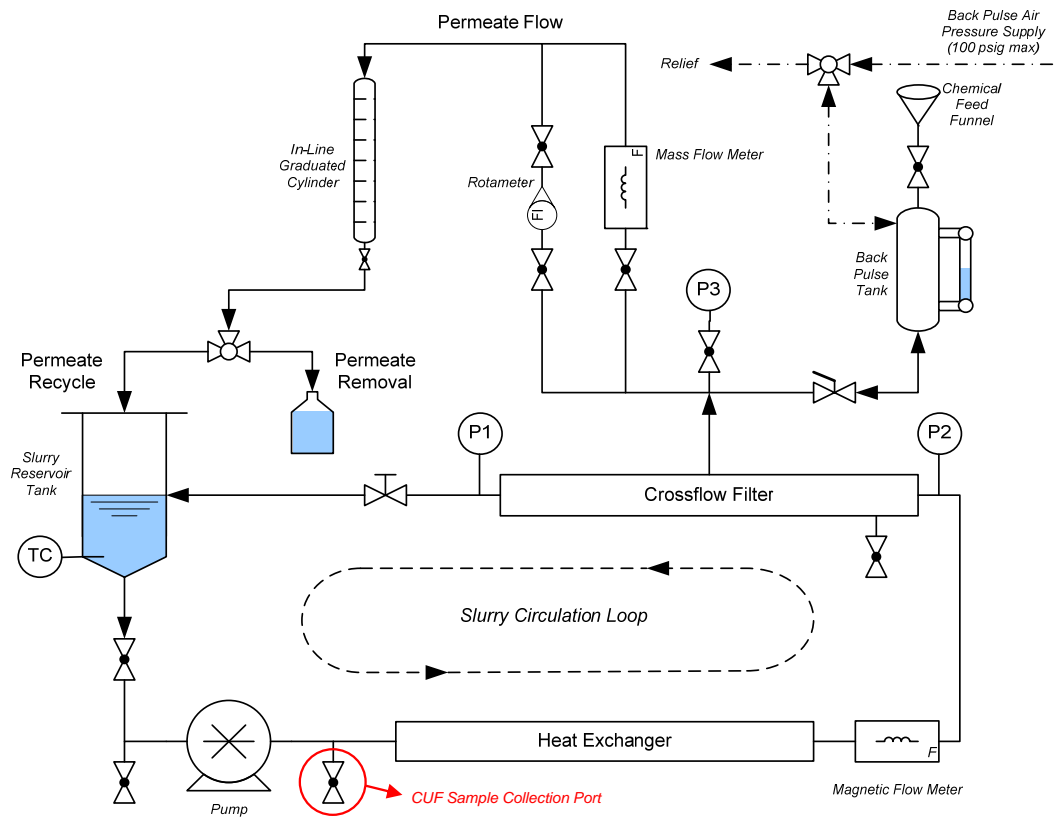 Permeate Flow
Back Pulse Air
Pressure Supply
(100 psig max)
Relief
Chemical
Feed
Funnel
In-Line
Graduated
Cylinder
Rotameter
FI
F
Mass Flow Meter
Back
Pulse
Tank
P3
Permeate
Recycle
Permeate
Removal
Slurry
Reservoir
Tank
P1
P2
Crossflow Filter
TC
Slurry Circulation Loop
Heat Exchanger
F
Magnetic Flow Meter
Pump
CUF Sample Collection Port